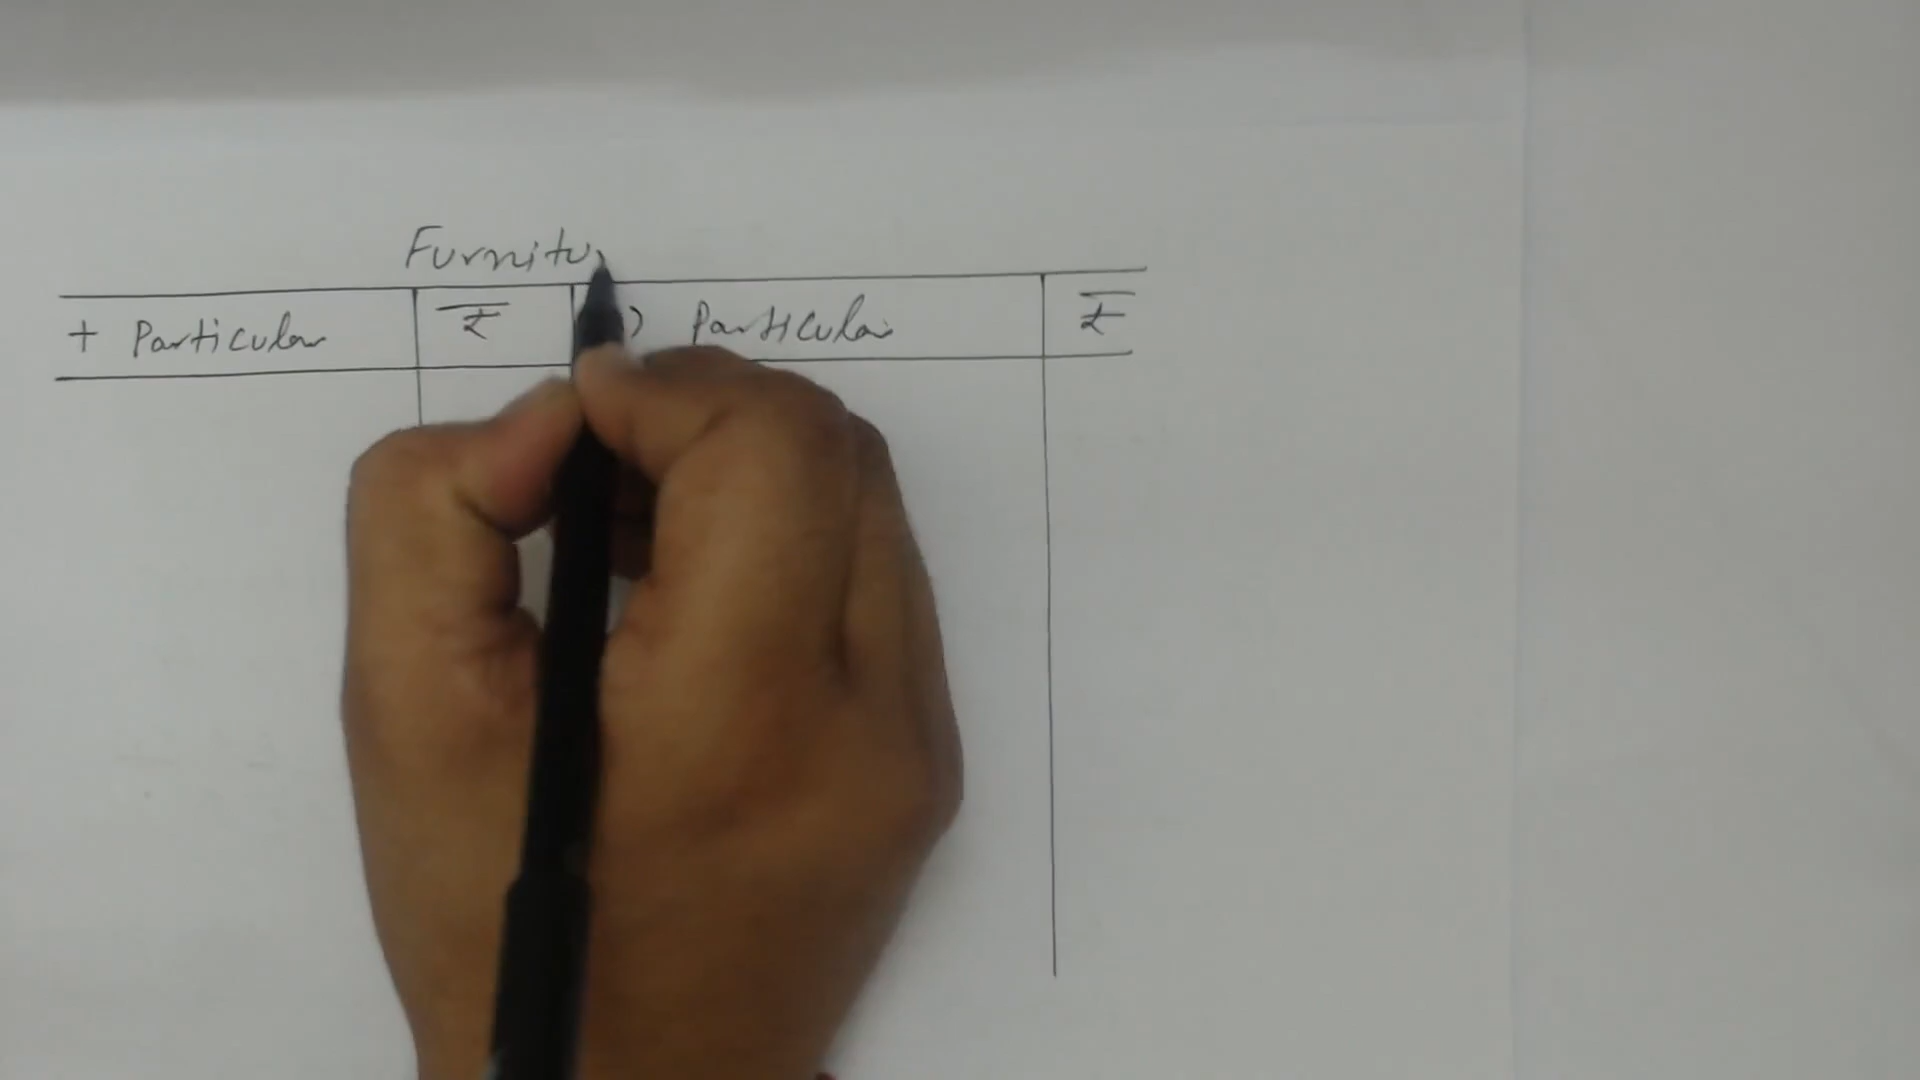 Furnitu
+ Particular ₹ ) Particular ₹